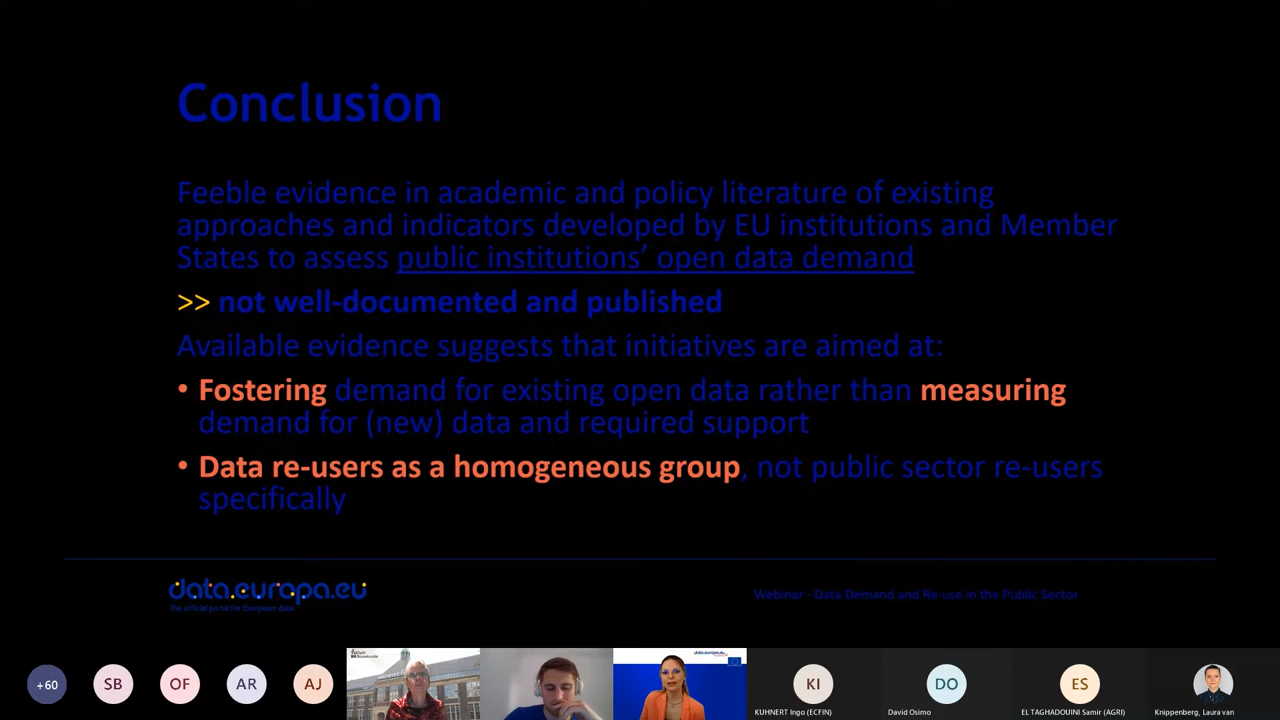 Conclusion
Feeble evidence in academic and policy literature of existing
approaches and indicators developed by EU institutions and Member
States to assess public institutions’ open data demand
>> not well-documented and published
Available evidence suggests that initiatives are aimed at:
• Fostering demand for existing open data rather than measuring
demand for (new) data and required support
• Data re-users as a homogeneous group, not public sector re-users
specifically
data.europa.eu
The official portal for European data
Webinar - Data Demand and Re-use in the Public Sector
+60
SB
OF
AR
AJ
data.europa.eu
KI
KUHNERT Ingo (ECFIN)
DO
David Osimo
ES
EL TAGHADOUINI Samir (AGRI)
Knippenberg, Laura van